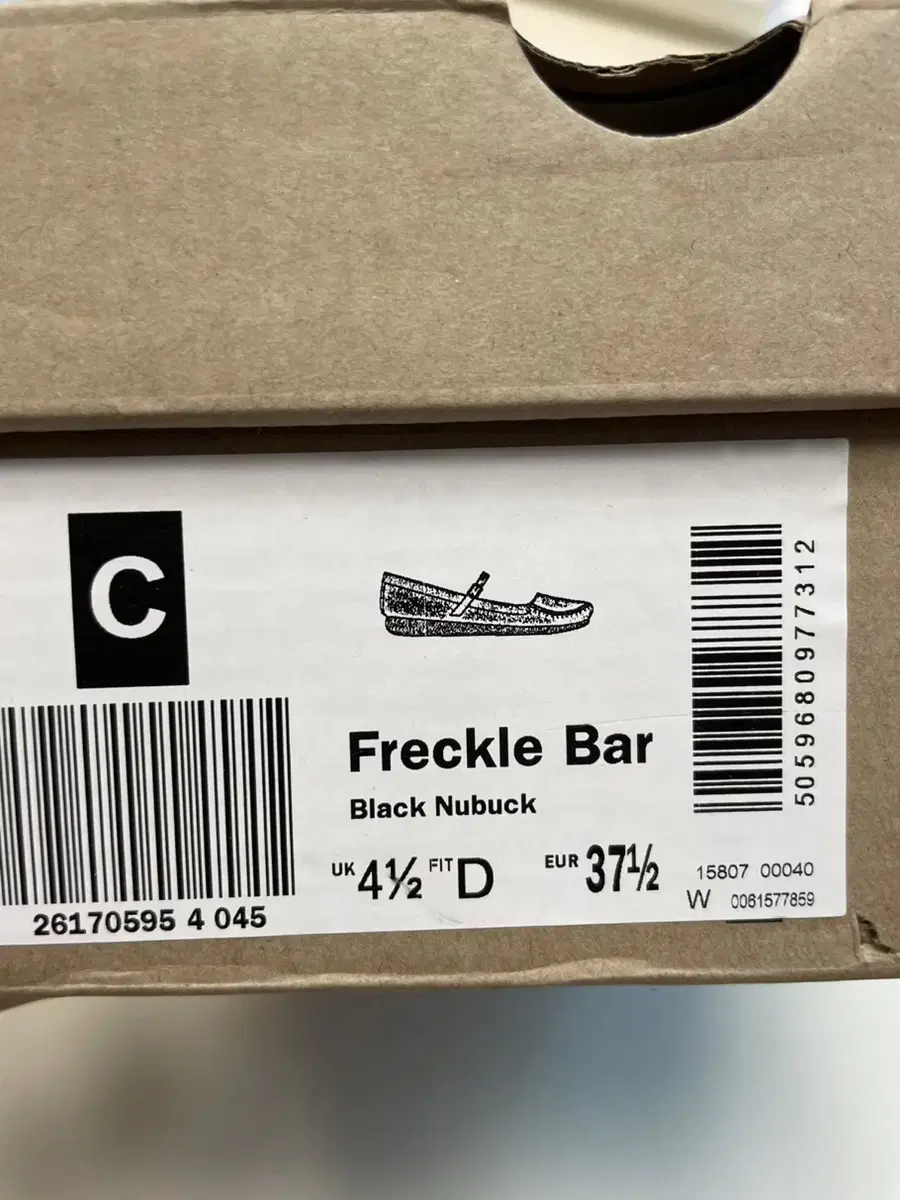 C
26170595 4 045
Freckle Bar
Black Nubuck
UK 4½ FIT D EUR 37½
5059680977312
15807 00040
W 0061577859